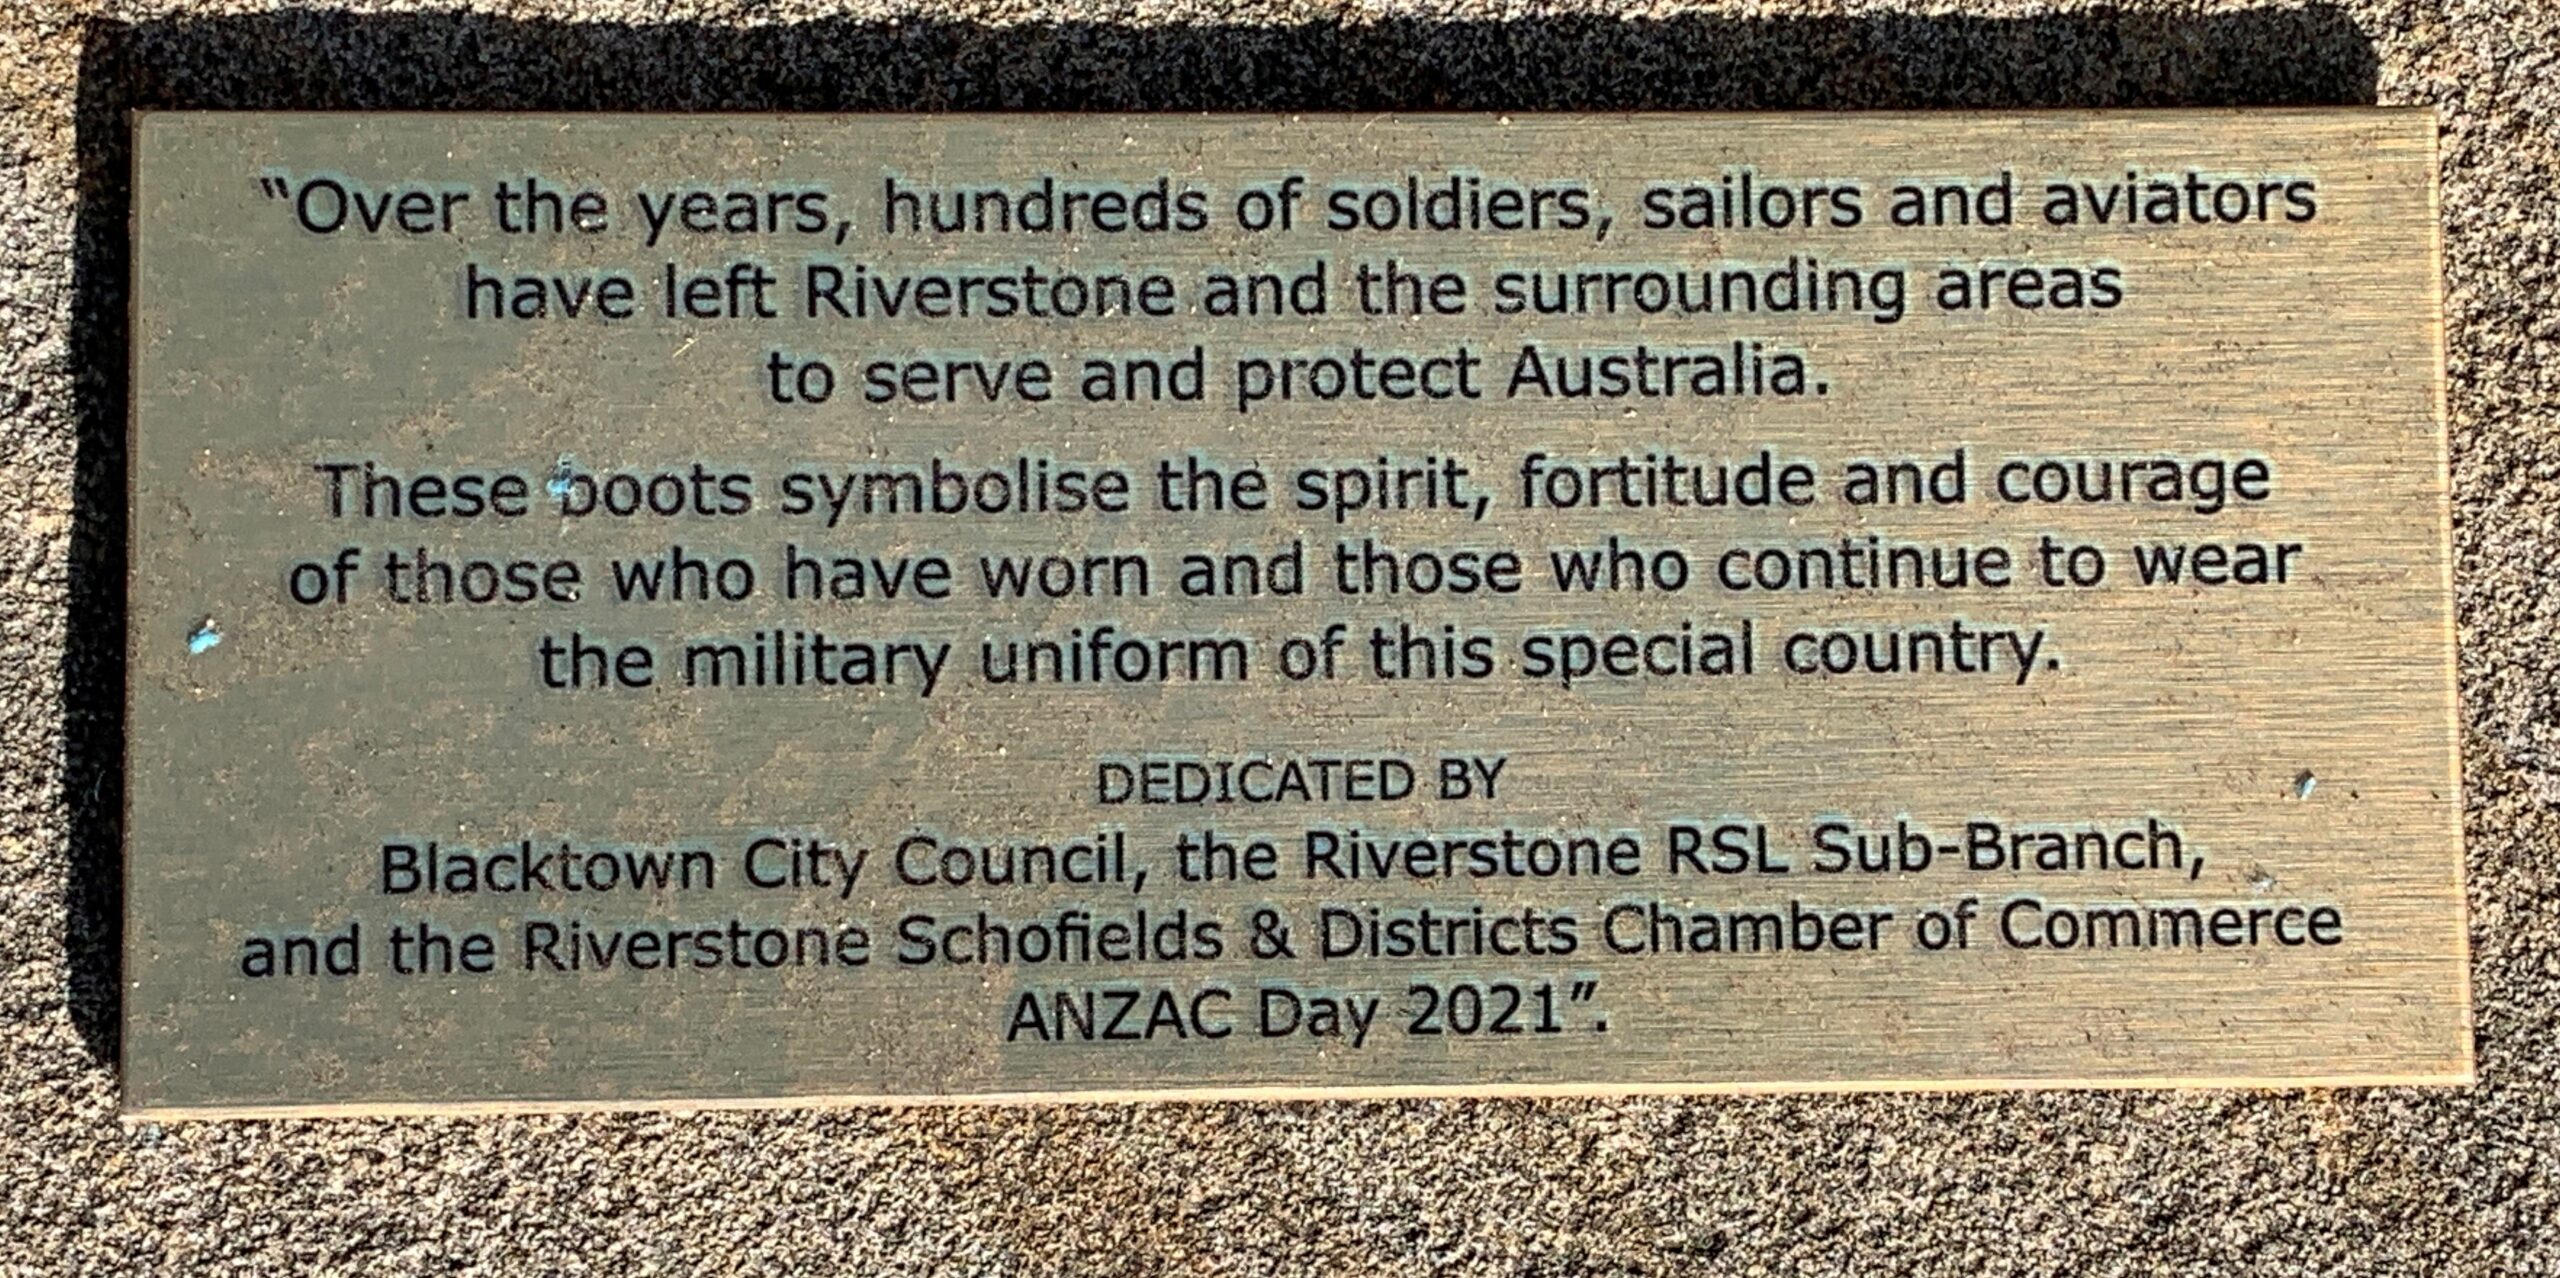 “Over the years, hundreds of soldiers, sailors and aviators
have left Riverstone and the surrounding areas
to serve and protect Australia.
These boots symbolise the spirit, fortitude and courage
of those who have worn and those who continue to wear
the military uniform of this special country.
DEDICATED BY
Blacktown City Council, the Riverstone RSL Sub-Branch,
and the Riverstone Schofields & Districts Chamber of Commerce
ANZAC Day 2021”.